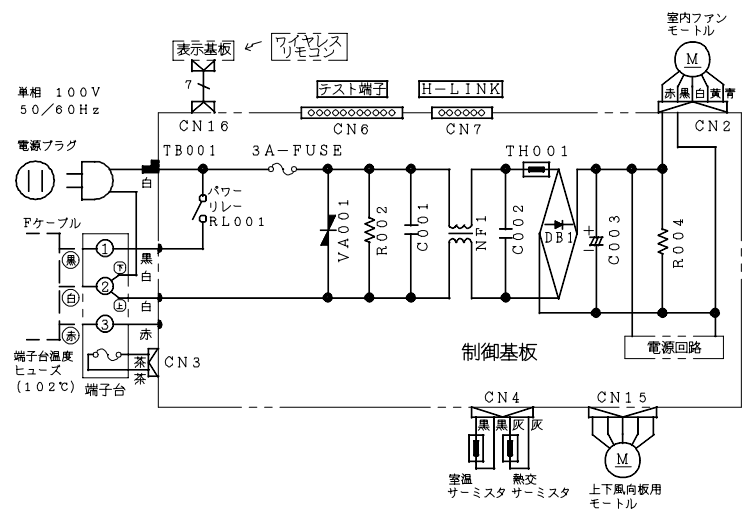 室内ファン
モートル
M
赤 黒 白 黄 青
CN2
表示基板
ワイヤレス
リモコン
7
CN16
テスト端子
CN6
H-LINK
CN7
単相 100V
50/60Hz
電源プラグ
TB001
白
3A-FUSE
TH001
パワー
リレー
RL001
VA001
R002
C001
NF1
C002
DB1
+
-
C003
R004
Fケーブル
黒
①
黒
下
白
白
②
上
白
赤
③
赤
電源回路
制御基板
端子台温度
ヒューズ
(102℃)
茶
茶
CN3
端子台
CN4
黒 黒 灰 灰
室温
サーミスタ
熱交
サーミスタ
CN15
M
上下風向板用
モートル